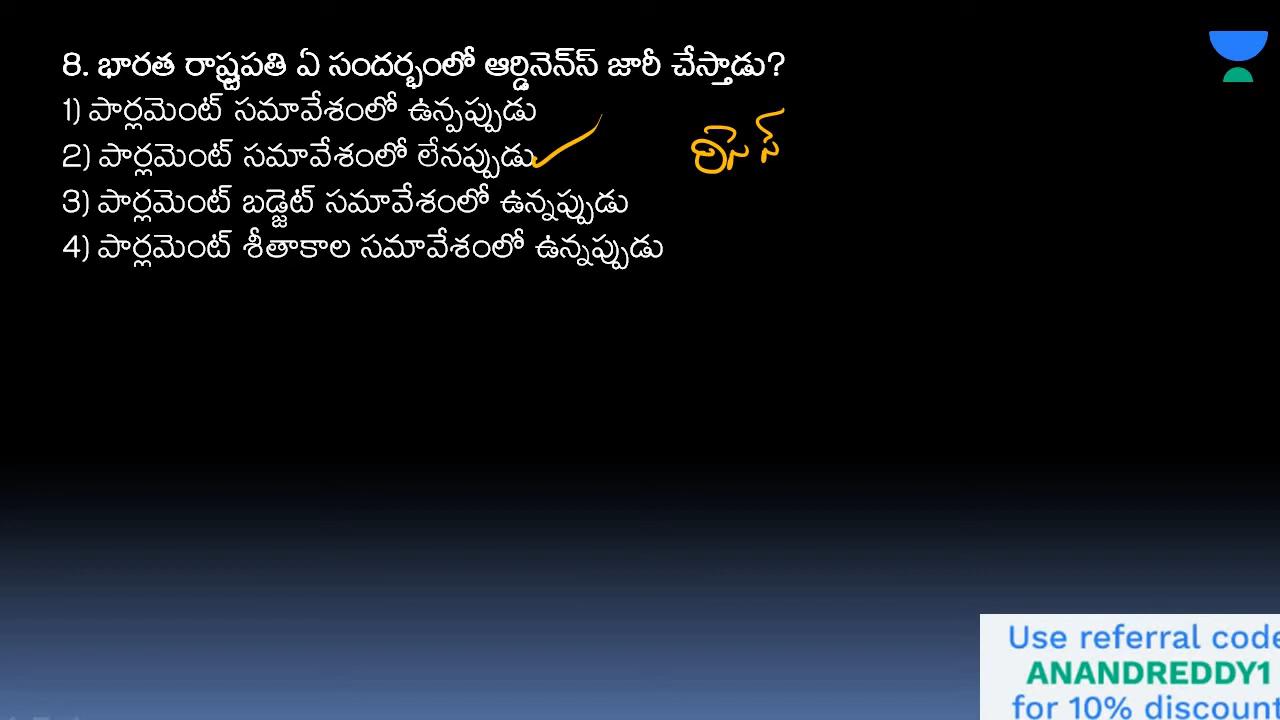 8. భారత రాష్ట్రపతి ఏ సందర్భంలో ఆర్డినెన్స్ జారీ చేస్తాడు?
1) పార్లమెంట్ సమావేశంలో ఉన్పప్పుడు
2) పార్లమెంట్ సమావేశంలో లేనప్పుడు
రిసెస్
3) పార్లమెంట్ బడ్జెట్ సమావేశంలో ఉన్నప్పుడు
4) పార్లమెంట్ శీతాకాల సమావేశంలో ఉన్నప్పుడు
Use referral code
ANANDREDDY1
for 10% discount